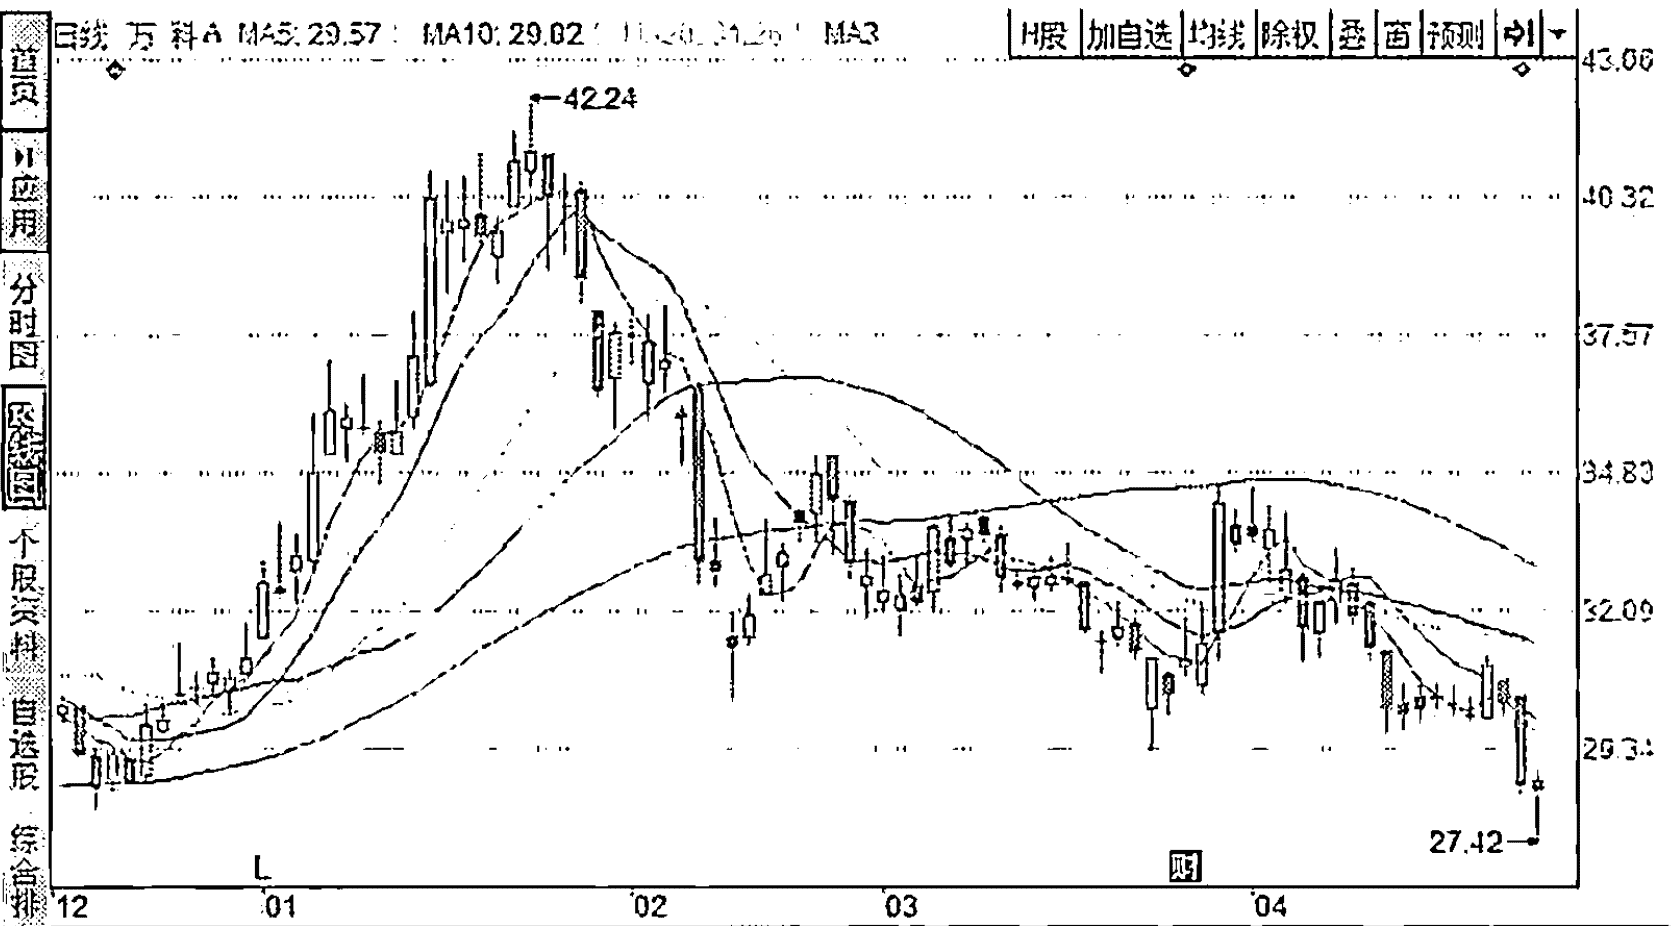 日线 万 科A MA5: 29.57 MA10: 29.82 MA3
H股 加自选 均线 除权 叠 窗 预测
首页
应用
分时图
K线图
个股资料
自选股
综合排
43.06
42.24
40.32
37.57
34.83
32.09
29.34
27.42
L
财
12 01 02 03 04